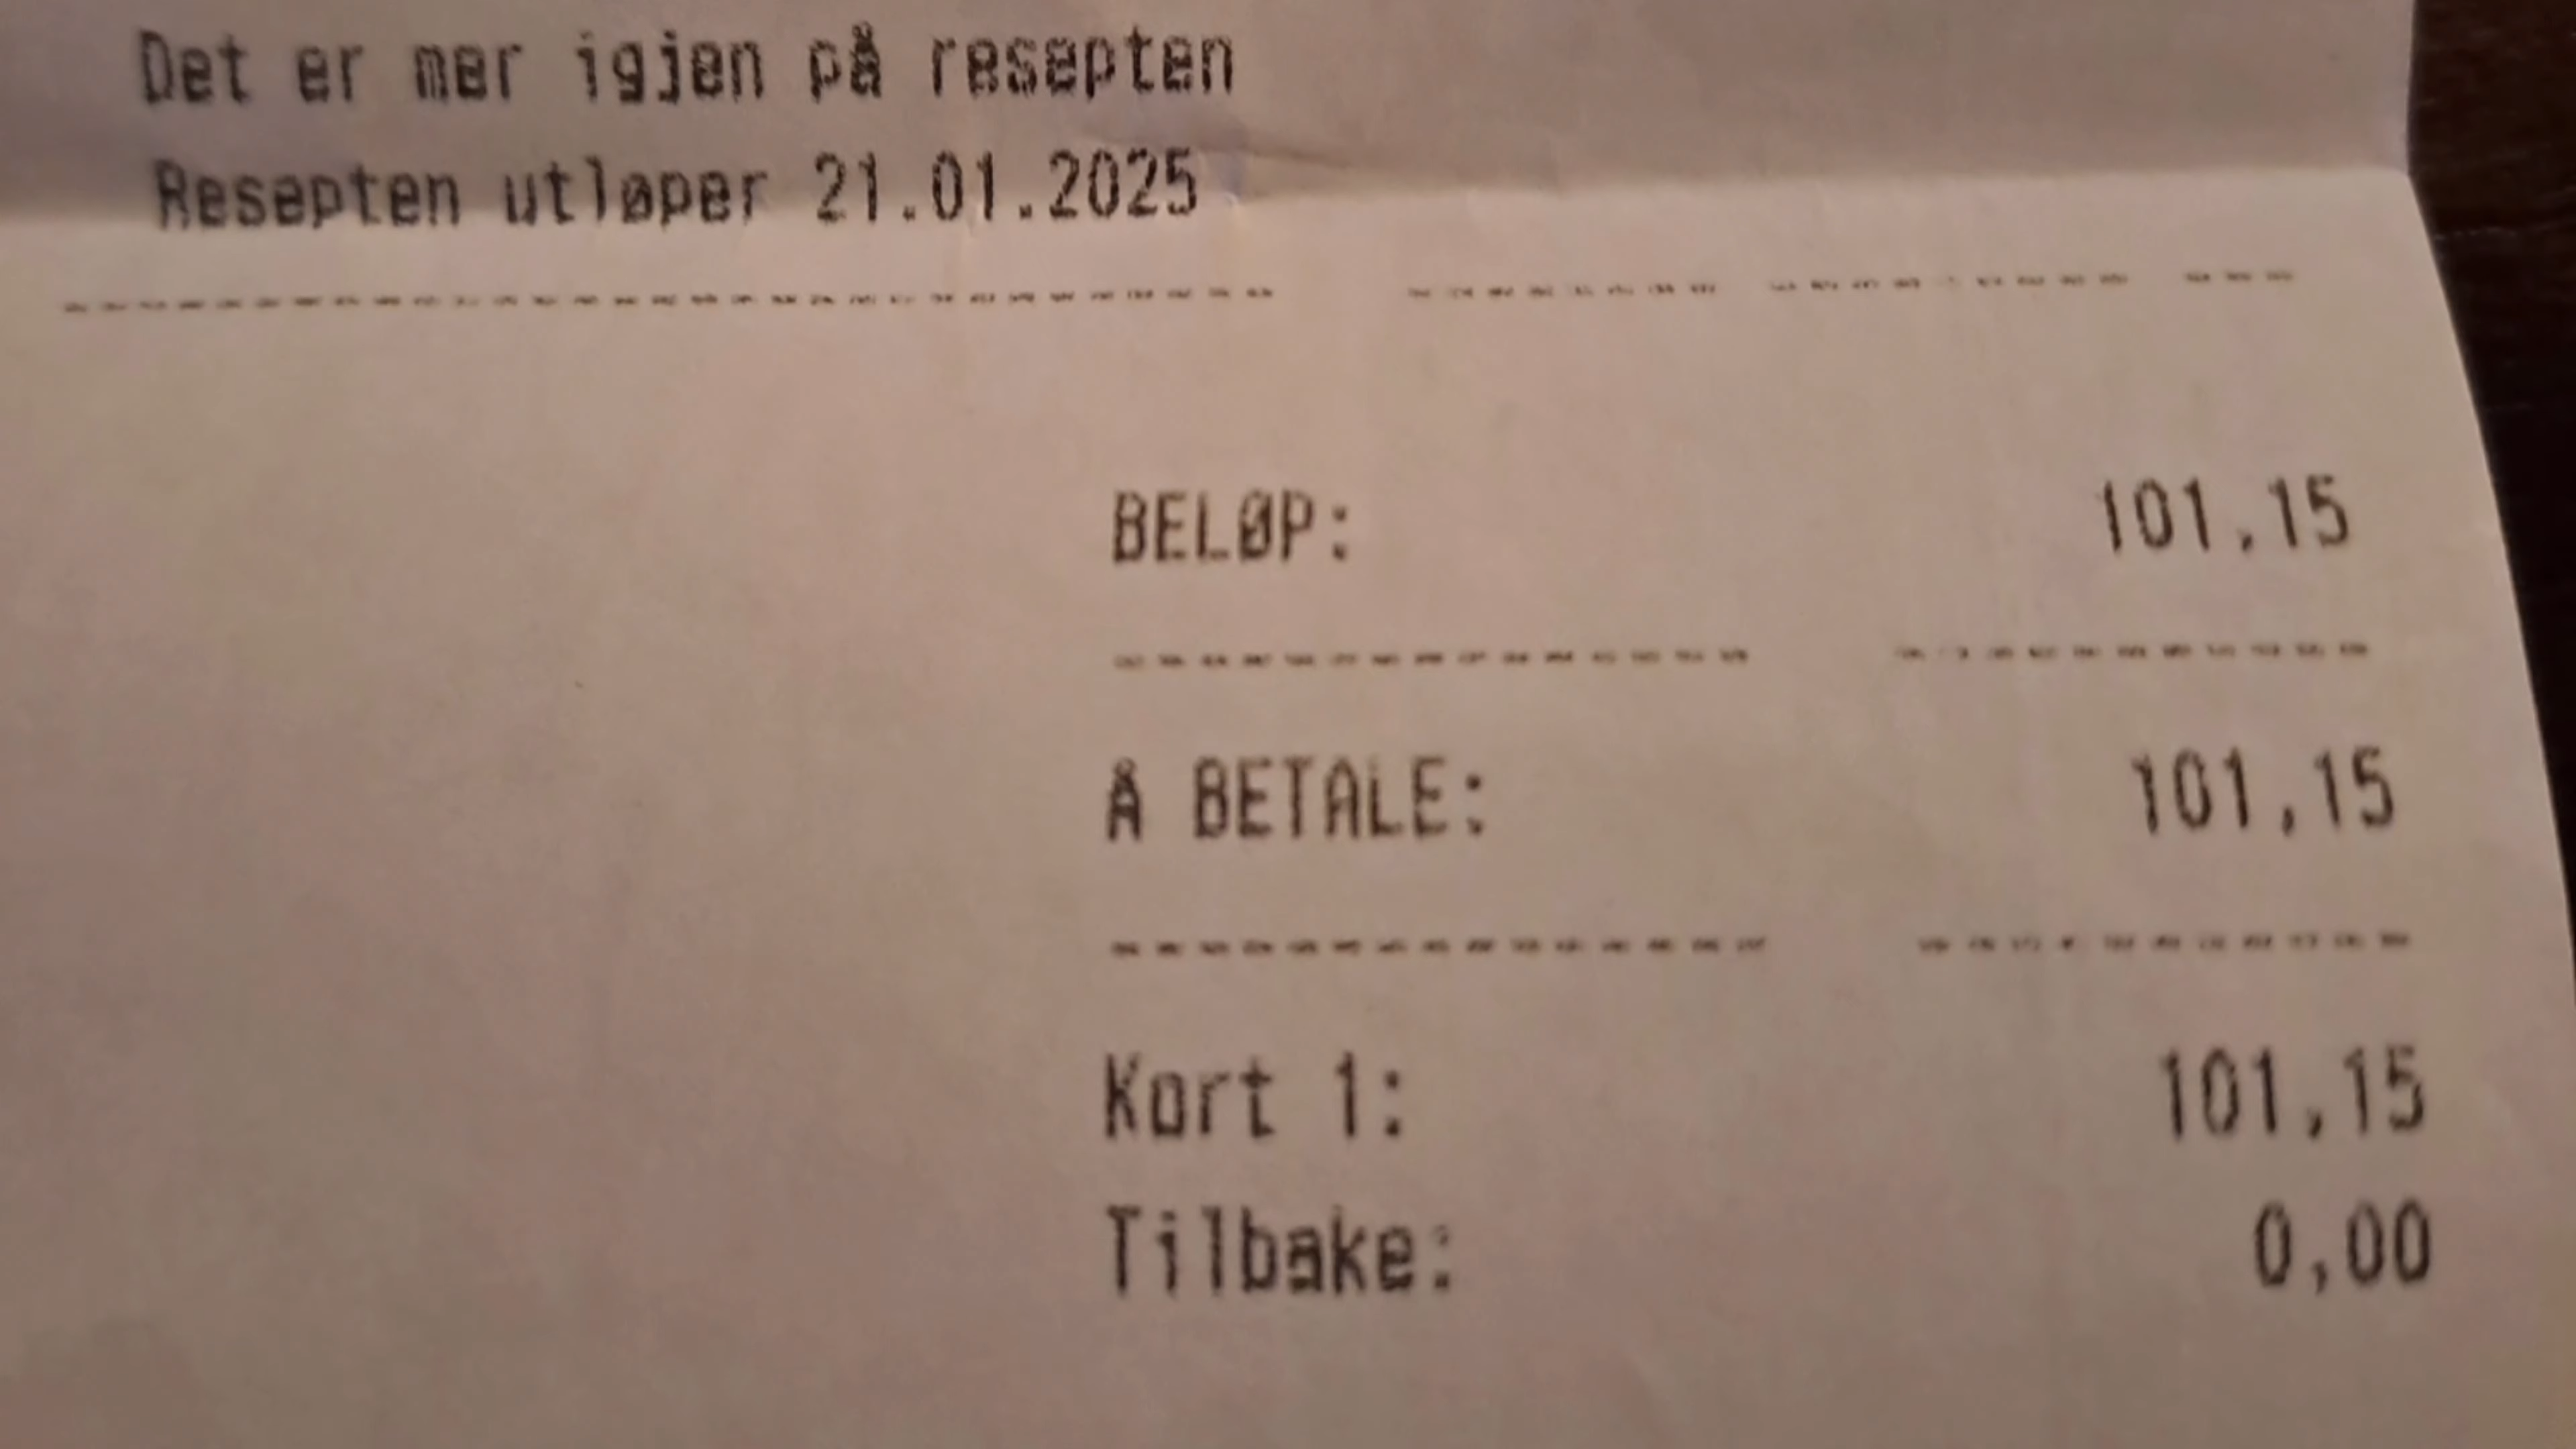 Det er mer igjen på resepten
Resepten utløper 21.01.2025
BELØP: 101,15
Å BETALE: 101,15
Kort 1: 101,15
Tilbake: 0,00